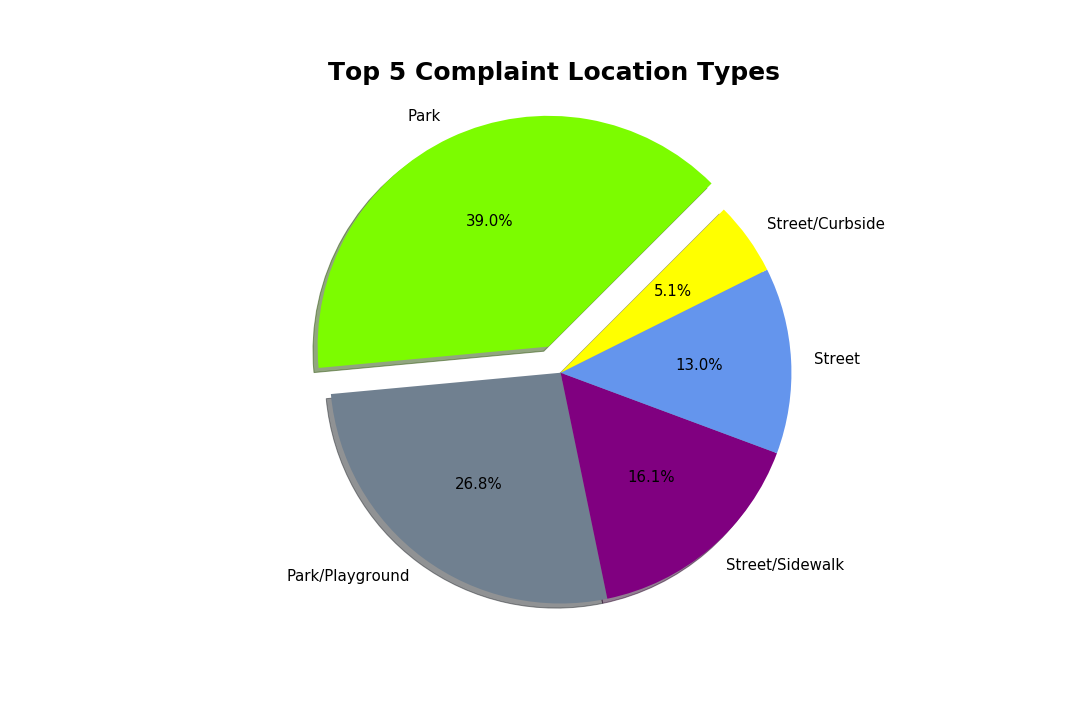 Top 5 Complaint Location Types
Park
39.0%
Street/Curbside
5.1%
Street
13.0%
16.1%
26.8%
Street/Sidewalk
Park/Playground